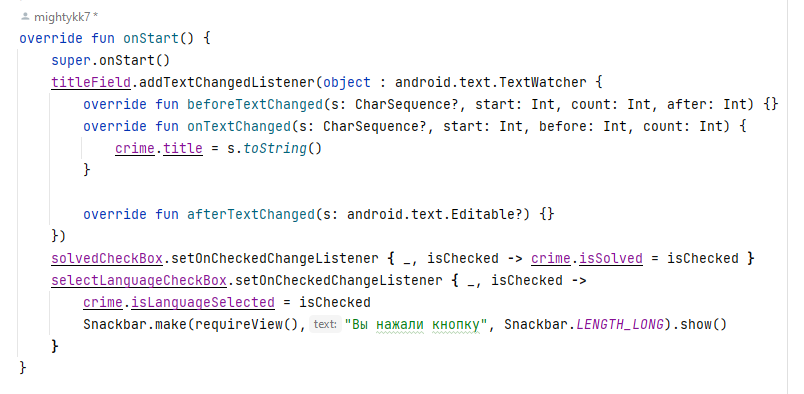 mightykk7 *
override fun onStart() {
super.onStart()
titleField.addTextChangedListener(object : android.text.TextWatcher {
override fun beforeTextChanged(s: CharSequence?, start: Int, count: Int, after: Int) {}
override fun onTextChanged(s: CharSequence?, start: Int, before: Int, count: Int) {
crime.title = s.toString()
}
override fun afterTextChanged(s: android.text.Editable?) {}
})
solvedCheckBox.setOnCheckedChangeListener { _, isChecked -> crime.isSolved = isChecked }
selectLanquaqeCheckBox.setOnCheckedChangeListener { _, isChecked ->
crime.isLanquaqeSelected = isChecked
Snackbar.make(requireView(), text: "Вы нажали кнопку", Snackbar.LENGTH_LONG).show()
}
}